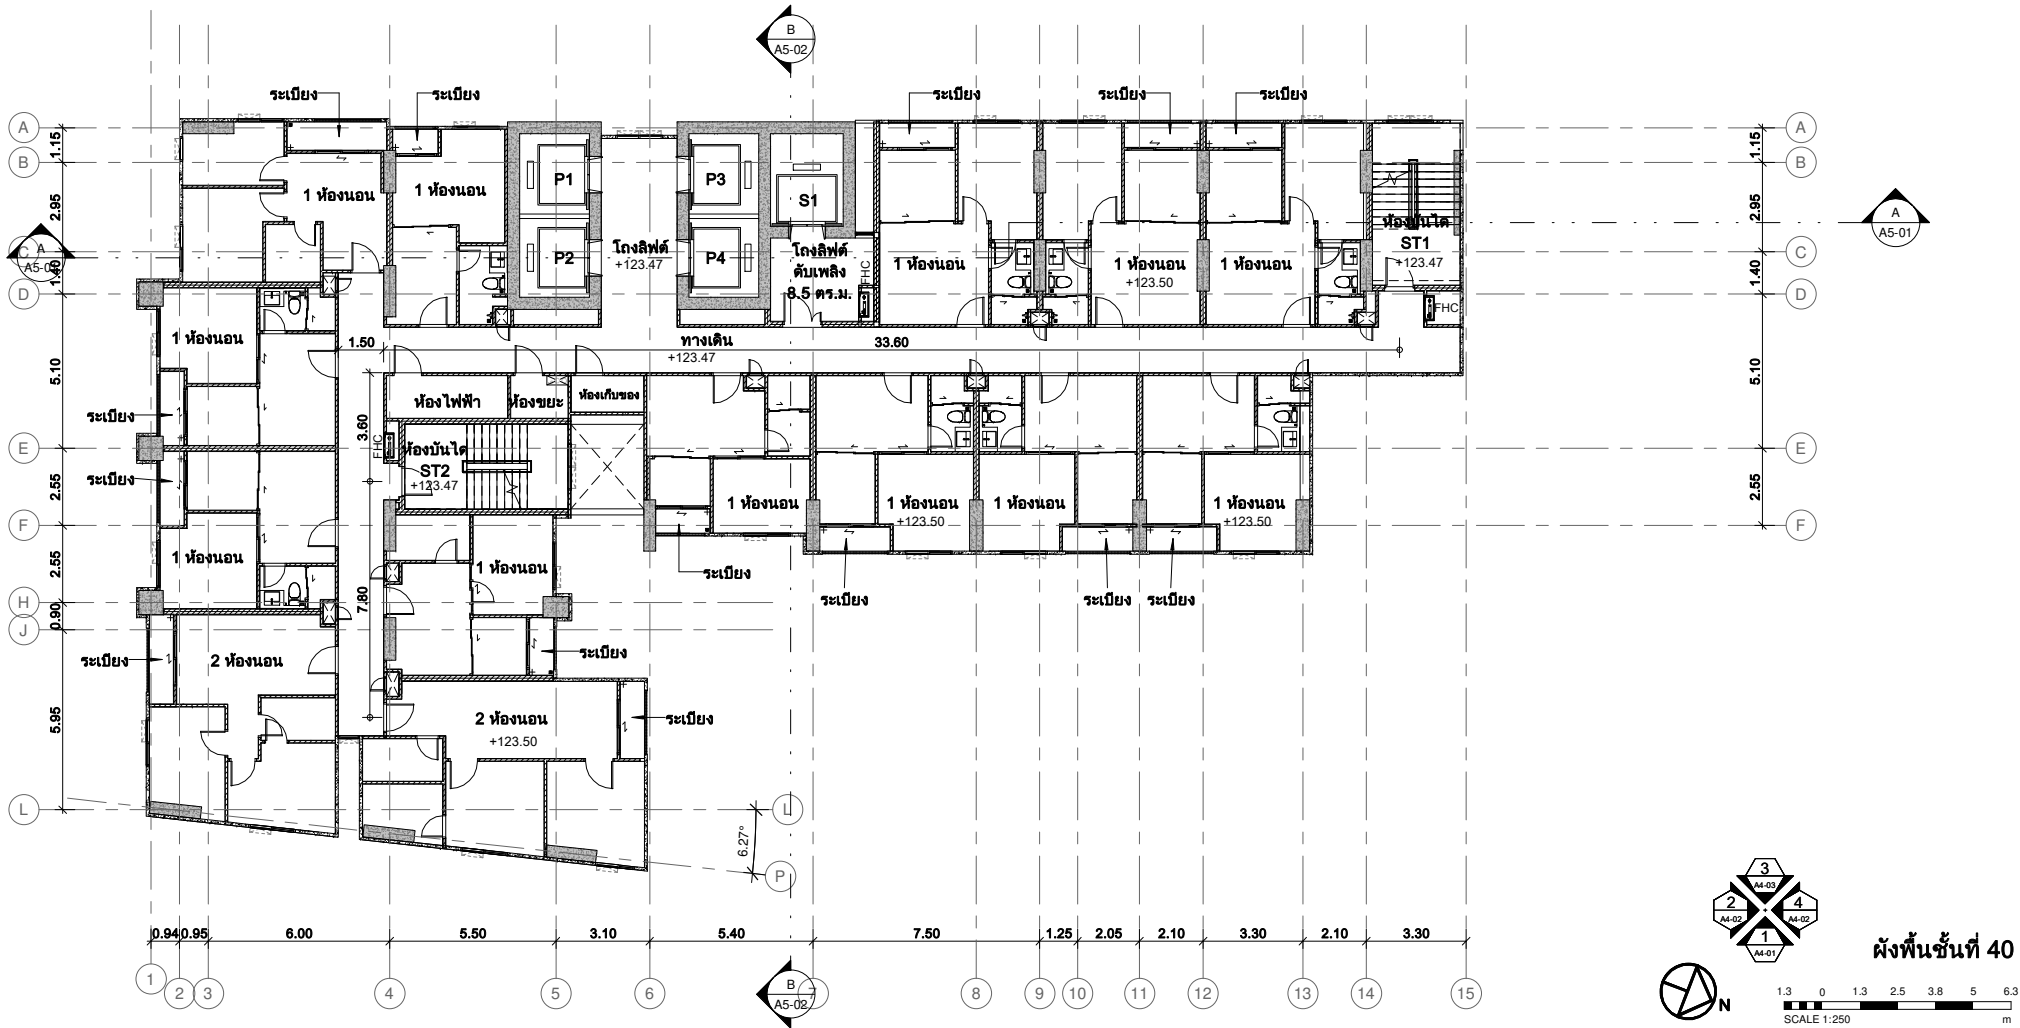 B
A5-02
ระเบียง
ระเบียง
ระเบียง
ระเบียง
ระเบียง
A
A
1.15
1.15
B
B
P1
P3
1 ห้องนอน
1 ห้องนอน
S1
2.95
2.95
A
A5-01
ห้องบันได
ST1
+123.47
โถงลิฟต์
+123.47
โถงลิฟต์
ดับเพลิง
8.5 ตร.ม.
A
C
C
P2
P4
1 ห้องนอน
1 ห้องนอน
+123.50
1 ห้องนอน
FHC
1.40
1.40
D
D
FHC
1 ห้องนอน
1.50
ทางเดิน
+123.47
33.60
5.10
5.10
ห้องไฟฟ้า
ห้องขยะ
ห้องเก็บของ
ระเบียง
3.60
FHC
E
E
ห้องบันได
ST2
+123.47
ระเบียง
2.55
2.55
1 ห้องนอน
1 ห้องนอน
+123.50
1 ห้องนอน
1 ห้องนอน
+123.50
F
F
1 ห้องนอน
1 ห้องนอน
2.55
ระเบียง
ระเบียง
ระเบียง
ระเบียง
7.80
H
0.90
J
ระเบียง
2 ห้องนอน
ระเบียง
5.95
2 ห้องนอน
+123.50
ระเบียง
L
L
6.27°
P
3
A4-03
2
A4-02
4
A4-02
1
A4-01
0.94
0.95
6.00
5.50
3.10
5.40
7.50
1.25
2.05
2.10
3.30
2.10
3.30
ผังพื้นชั้นที่ 40
1
2
3
4
5
6
B
A5-02
7
8
9
10
11
12
13
14
15
N
1.3 0 1.3 2.5 3.8 5 6.3
SCALE 1:250 m